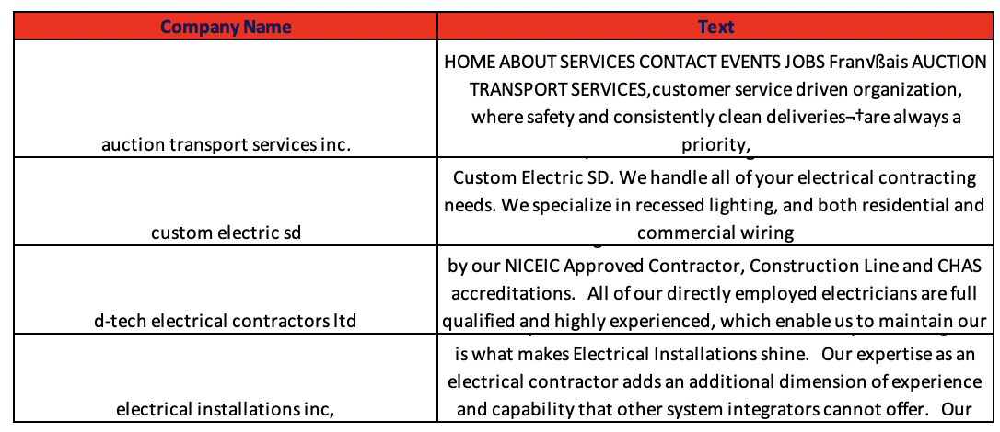 Company Name Text
HOME ABOUT SERVICES CONTACT EVENTS JOBS Fran√ßais AUCTION
TRANSPORT SERVICES,customer service driven organization,
where safety and consistently clean deliveries¬†are always a
auction transport services inc. priority,
Custom Electric SD. We handle all of your electrical contracting
needs. We specialize in recessed lighting, and both residential and
custom electric sd commercial wiring
by our NICEIC Approved Contractor, Construction Line and CHAS
accreditations. All of our directly employed electricians are full
d-tech electrical contractors ltd qualified and highly experienced, which enable us to maintain our
is what makes Electrical Installations shine. Our expertise as an
electrical contractor adds an additional dimension of experience
electrical installations inc, and capability that other system integrators cannot offer. Our